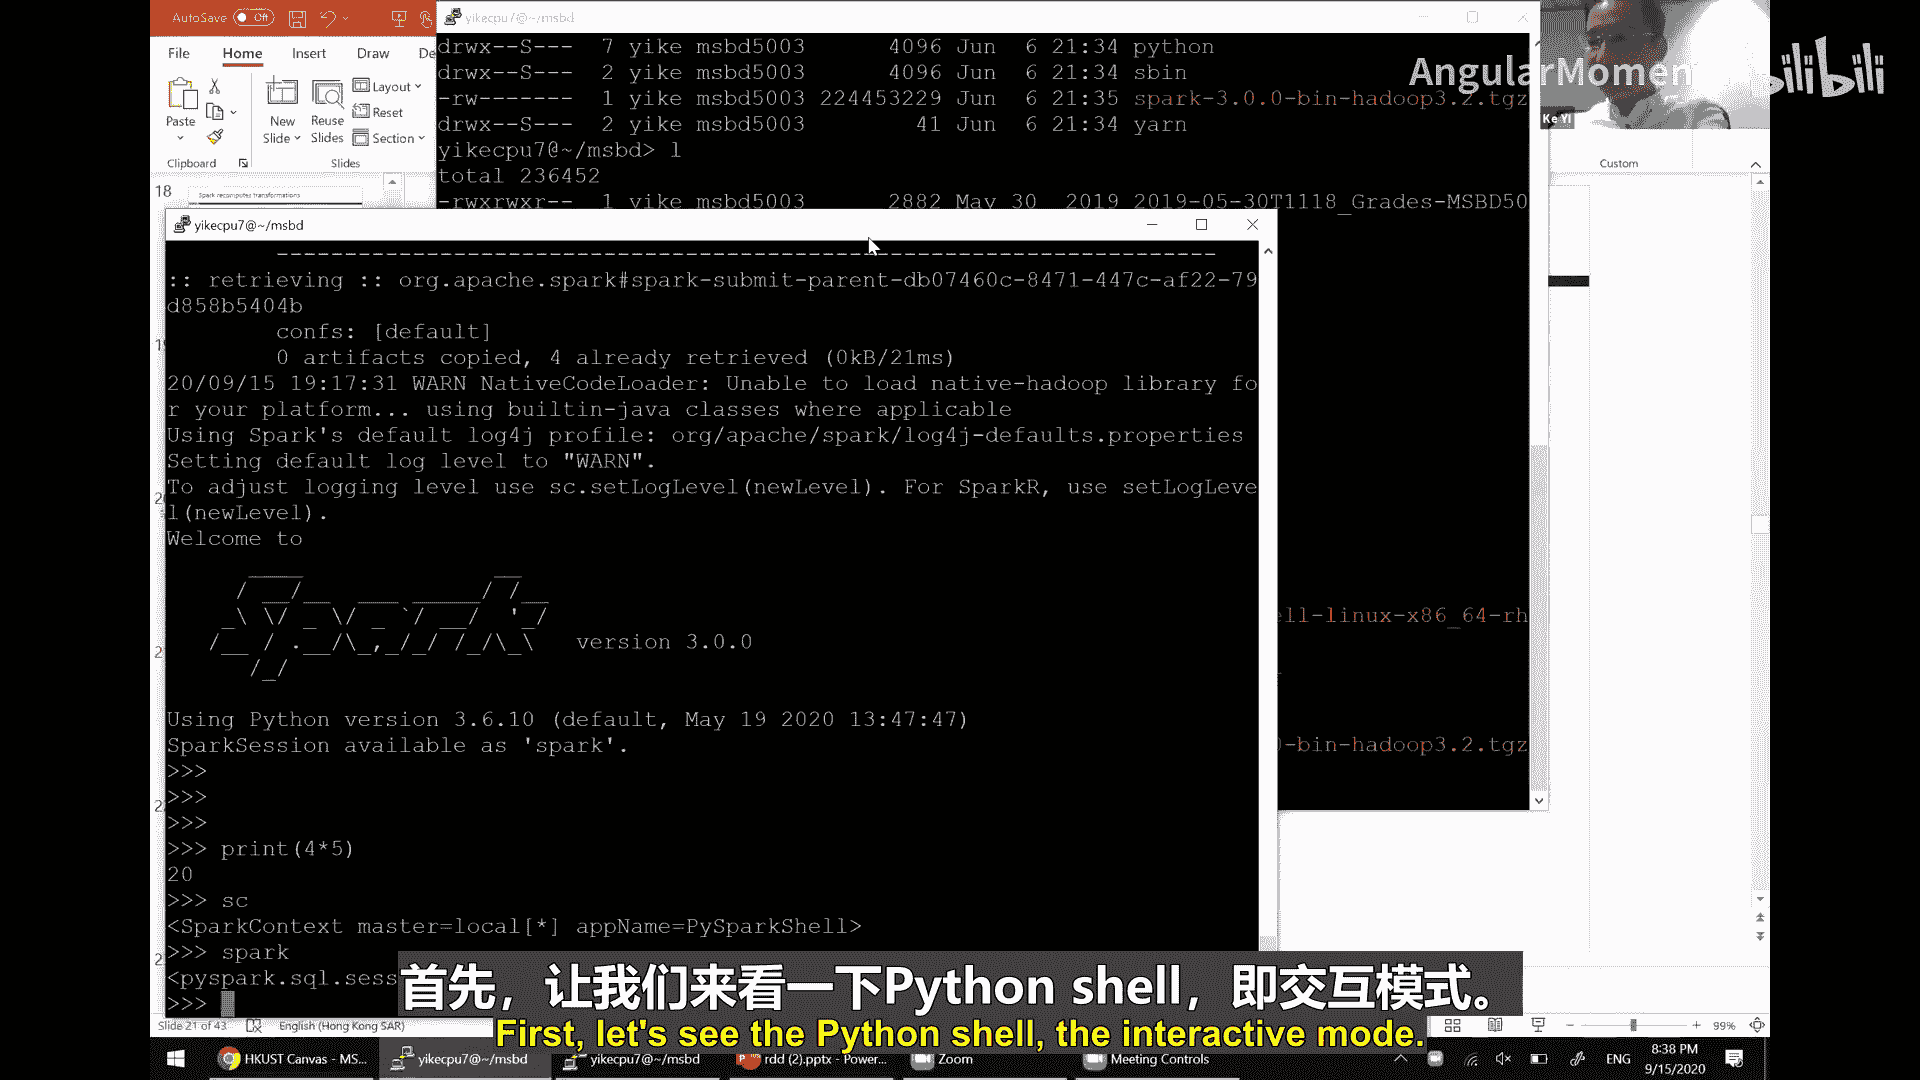 AutoSave Off
yikecpu7@~/msbd
File Home Insert Draw De
Paste
New Slide
Reuse Slides
Layout
Reset
Section
Clipboard
Slides
Custom
18
Spark recomputes transformations
drwx--S--- 7 yike msbd5003 4096 Jun 6 21:34 python
drwx--S--- 2 yike msbd5003 4096 Jun 6 21:34 sbin
-rw------- 1 yike msbd5003 224453229 Jun 6 21:35 spark-3.0.0-bin-hadoop3.2.tgz
drwx--S--- 2 yike msbd5003 41 Jun 6 21:34 yarn
yikecpu7@~/msbd> l
total 236452
-rwxrwxr-- 1 yike msbd5003 2882 May 30 2019 2019-05-30T1118_Grades-MSBD50
ell-linux-x86_64-rh
-bin-hadoop3.2.tgz
AngularMomen
bilibili
Ke YI
yikecpu7@~/msbd
:: retrieving :: org.apache.spark#spark-submit-parent-db07460c-8471-447c-af22-79
d858b5404b
confs: [default]
0 artifacts copied, 4 already retrieved (0kB/21ms)
20/09/15 19:17:31 WARN NativeCodeLoader: Unable to load native-hadoop library fo
r your platform... using builtin-java classes where applicable
Using Spark's default log4j profile: org/apache/spark/log4j-defaults.properties
Setting default log level to "WARN".
To adjust logging level use sc.setLogLevel(newLevel). For SparkR, use setLogLeve
l(newLevel).
Welcome to
Spark version 3.0.0
Using Python version 3.6.10 (default, May 19 2020 13:47:47)
SparkSession available as 'spark'.
>>>
>>>
>>>
>>> print(4*5)
20
>>> sc
<SparkContext master=local[*] appName=PySparkShell>
>>> spark
<pyspark.sql.sess
>>>
首先，让我们来看一下Python shell，即交互模式。
First, let's see the Python shell, the interactive mode.
Slide 21 of 43 English (Hong Kong SAR) 99%
HKUST Canvas - MS... yikecpu7@~/msbd yikecpu7@~/msbd rdd (2).pptx - Power... Zoom Meeting Controls ENG
8:38 PM
9/15/2020